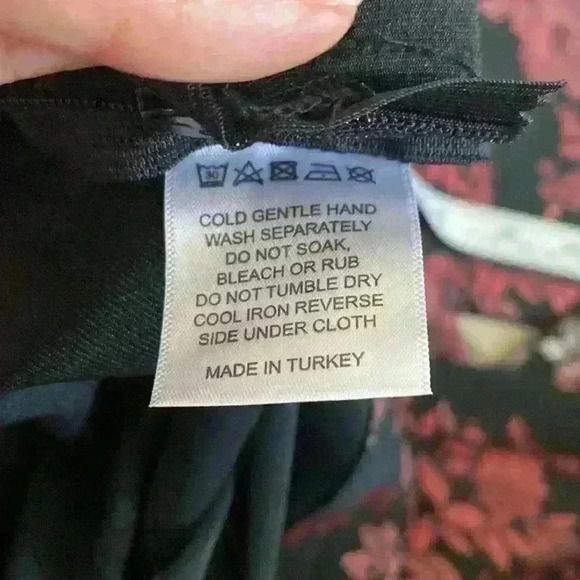 30
COLD GENTLE HAND
WASH SEPARATELY
DO NOT SOAK,
BLEACH OR RUB
DO NOT TUMBLE DRY
COOL IRON REVERSE
SIDE UNDER CLOTH
MADE IN TURKEY